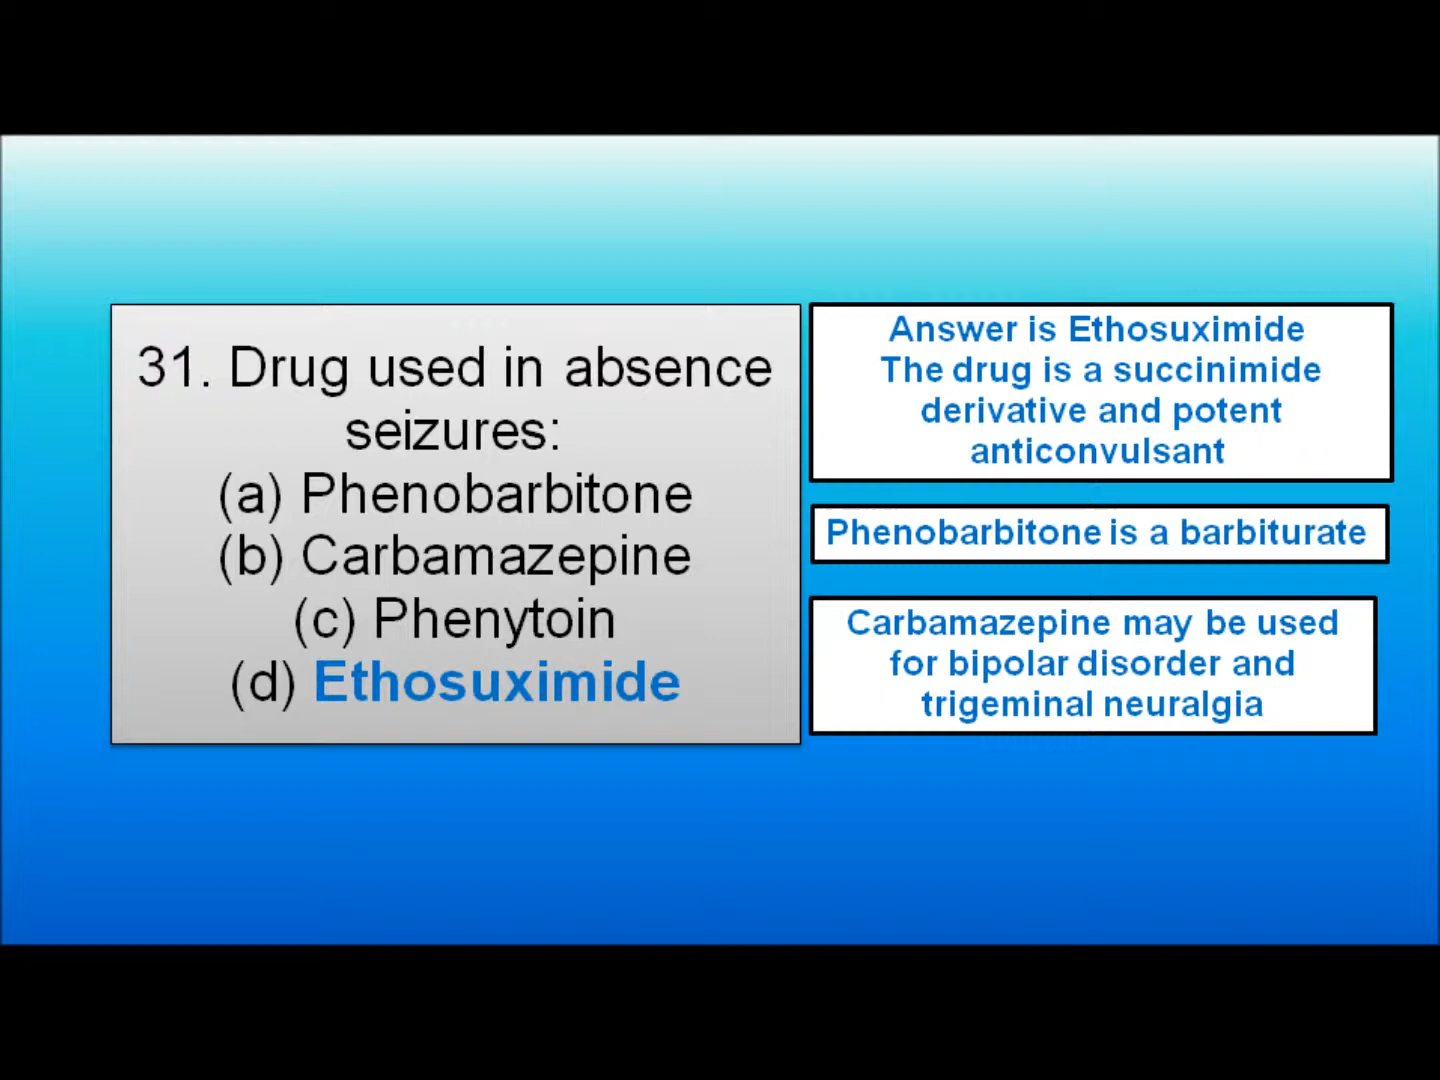 31. Drug used in absence
seizures:
(a) Phenobarbitone
(b) Carbamazepine
(c) Phenytoin
(d) Ethosuximide
Answer is Ethosuximide
The drug is a succinimide
derivative and potent
anticonvulsant
Phenobarbitone is a barbiturate
Carbamazepine may be used
for bipolar disorder and
trigeminal neuralgia